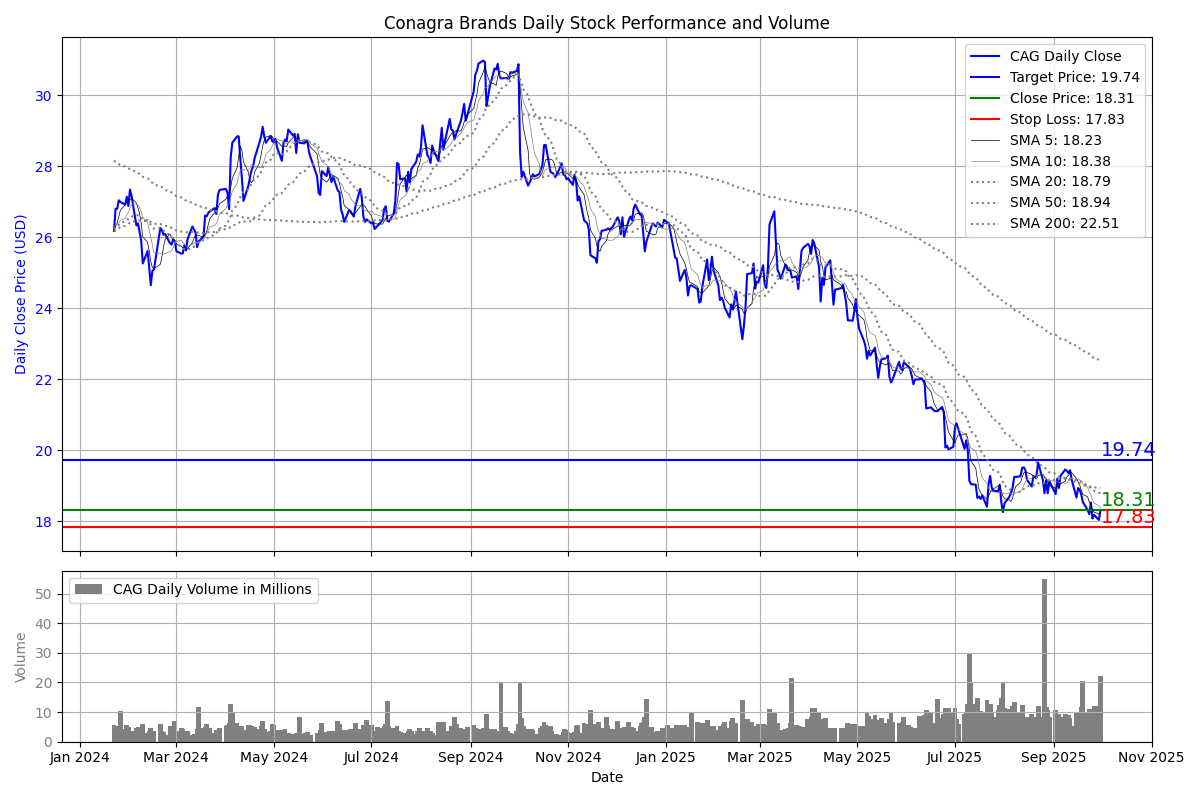 Conagra Brands Daily Stock Performance and Volume
Daily Close Price (USD)
30
28
26
24
22
20
18
CAG Daily Close
Target Price: 19.74
Close Price: 18.31
Stop Loss: 17.83
SMA 5: 18.23
SMA 10: 18.38
SMA 20: 18.79
SMA 50: 18.94
SMA 200: 22.51
19.74
18.31
17.83
Volume
50
40
30
20
10
0
CAG Daily Volume in Millions
Jan 2024
Mar 2024
May 2024
Jul 2024
Sep 2024
Nov 2024
Jan 2025
Mar 2025
May 2025
Jul 2025
Sep 2025
Nov 2025
Date